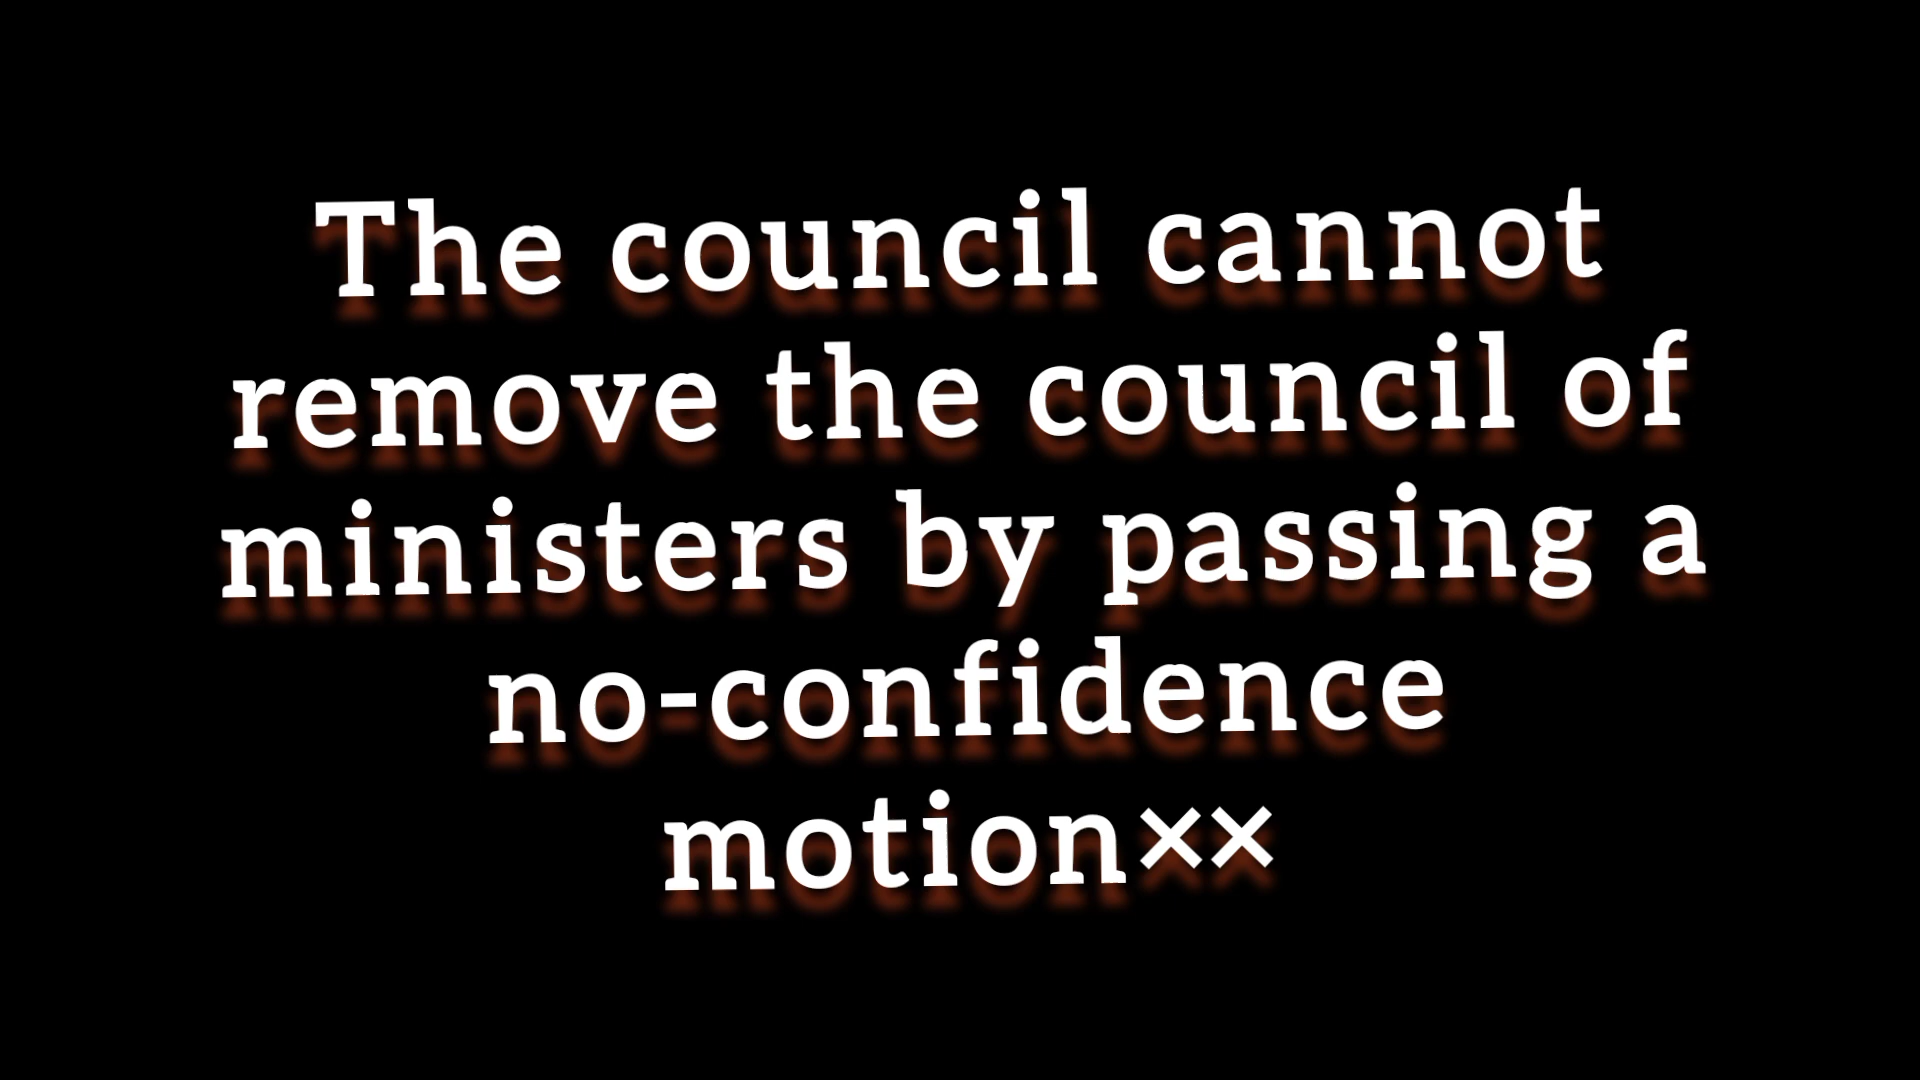 The council cannot
remove the council of
ministers by passing a
no-confidence
motion××